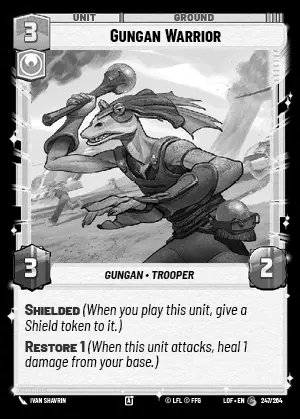 UNIT GROUND
3 GUNGAN WARRIOR
3 2
GUNGAN • TROOPER
SHIELDED (When you play this unit, give a
Shield token to it.)
RESTORE 1 (When this unit attacks, heal 1
damage from your base.)
IVAN SHAVRIN © LFL © FFG LOF • EN 247/264